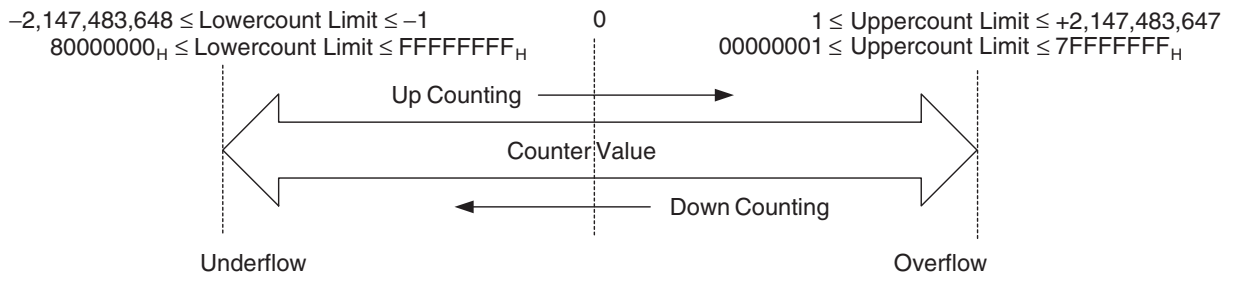 −2,147,483,648 ≤ Lowercount Limit ≤ −1
0
1 ≤ Uppercount Limit ≤ +2,147,483,647
80000000H ≤ Lowercount Limit ≤ FFFFFFFFH
00000001 ≤ Uppercount Limit ≤ 7FFFFFFFH
Up Counting
Counter Value
Down Counting
Underflow
Overflow